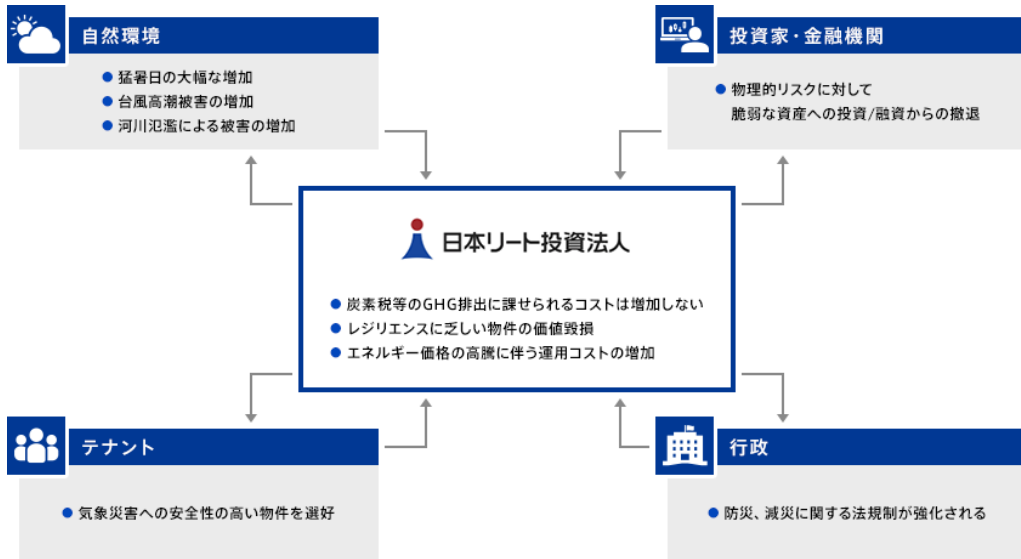 自然環境
● 猛暑日の大幅な増加
● 台風高潮被害の増加
● 河川氾濫による被害の増加
投資家・金融機関
● 物理的リスクに対して
脆弱な資産への投資/融資からの撤退
日本リート投資法人
● 炭素税等のGHG排出に課せられるコストは増加しない
● レジリエンスに乏しい物件の価値毀損
● エネルギー価格の高騰に伴う運用コストの増加
テナント
● 気象災害への安全性の高い物件を選好
行政
● 防災、減災に関する法規制が強化される